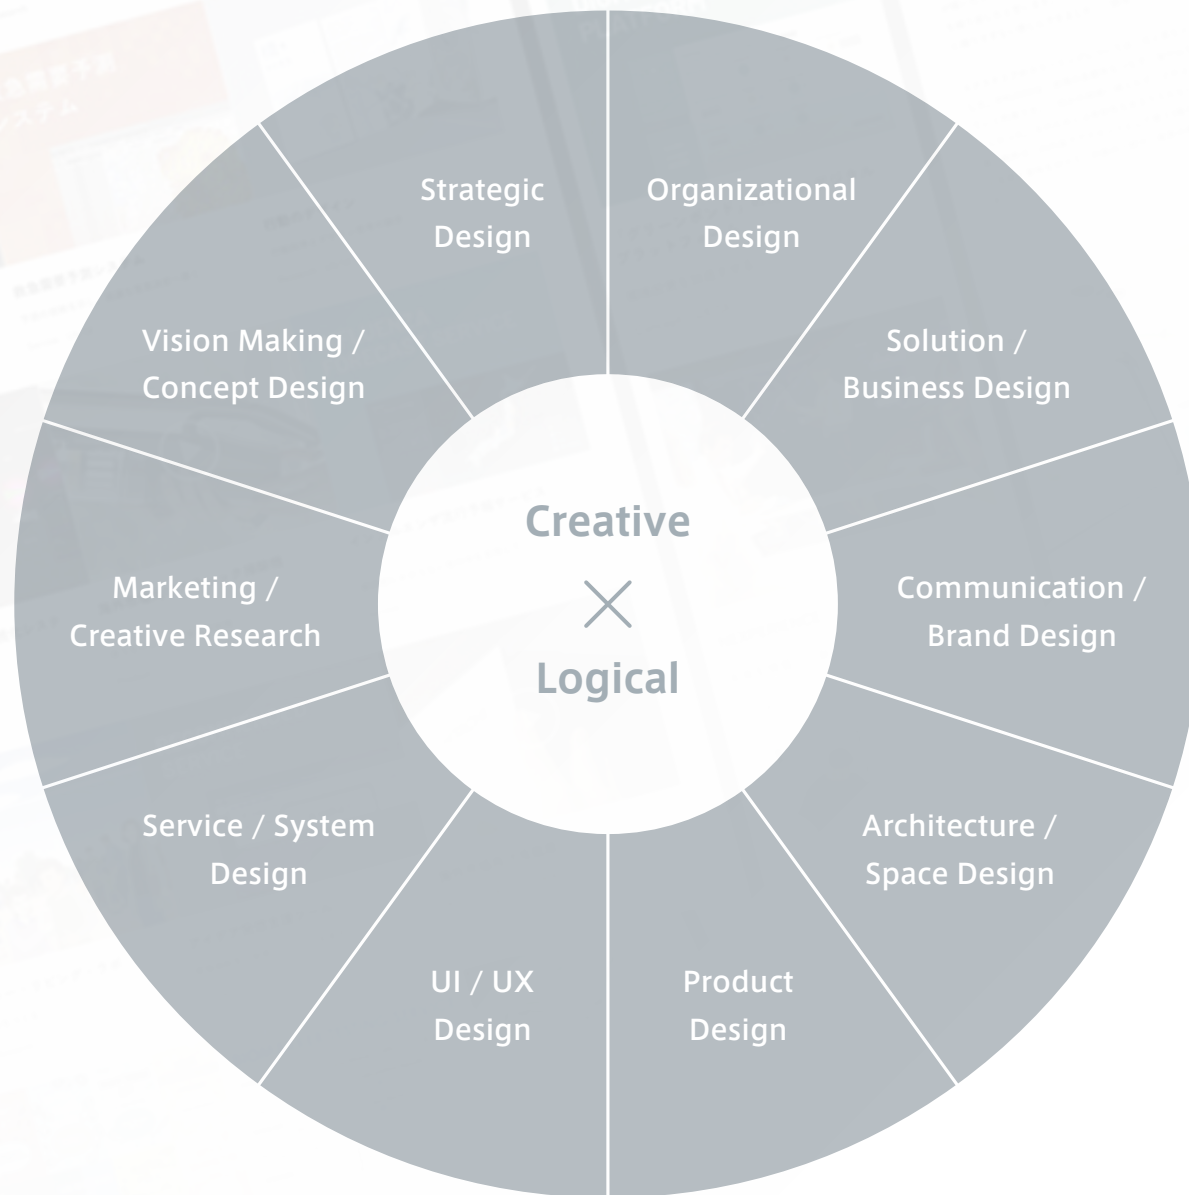 Strategic
Design
Organizational
Design
Vision Making /
Concept Design
Solution /
Business Design
Creative
×
Logical
Marketing /
Creative Research
Communication /
Brand Design
Service / System
Design
Architecture /
Space Design
UI / UX
Design
Product
Design